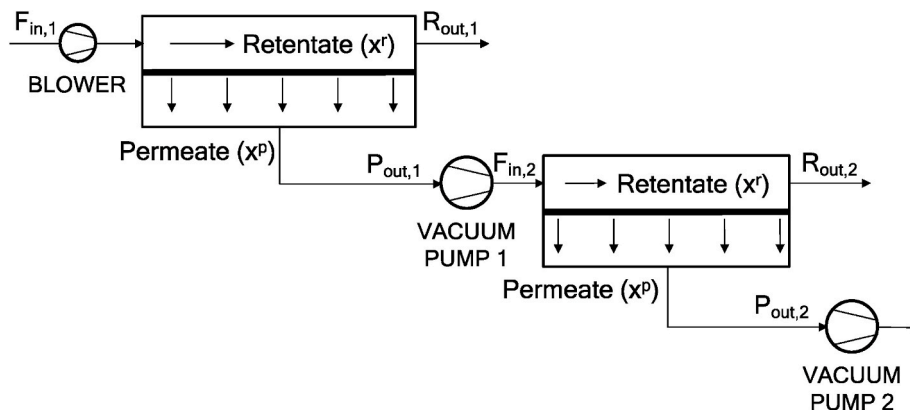 F_in,1
BLOWER
Retentate (x^r)
R_out,1
Permeate (x^p)
P_out,1
VACUUM
PUMP 1
F_in,2
Retentate (x^r)
R_out,2
Permeate (x^p)
P_out,2
VACUUM
PUMP 2